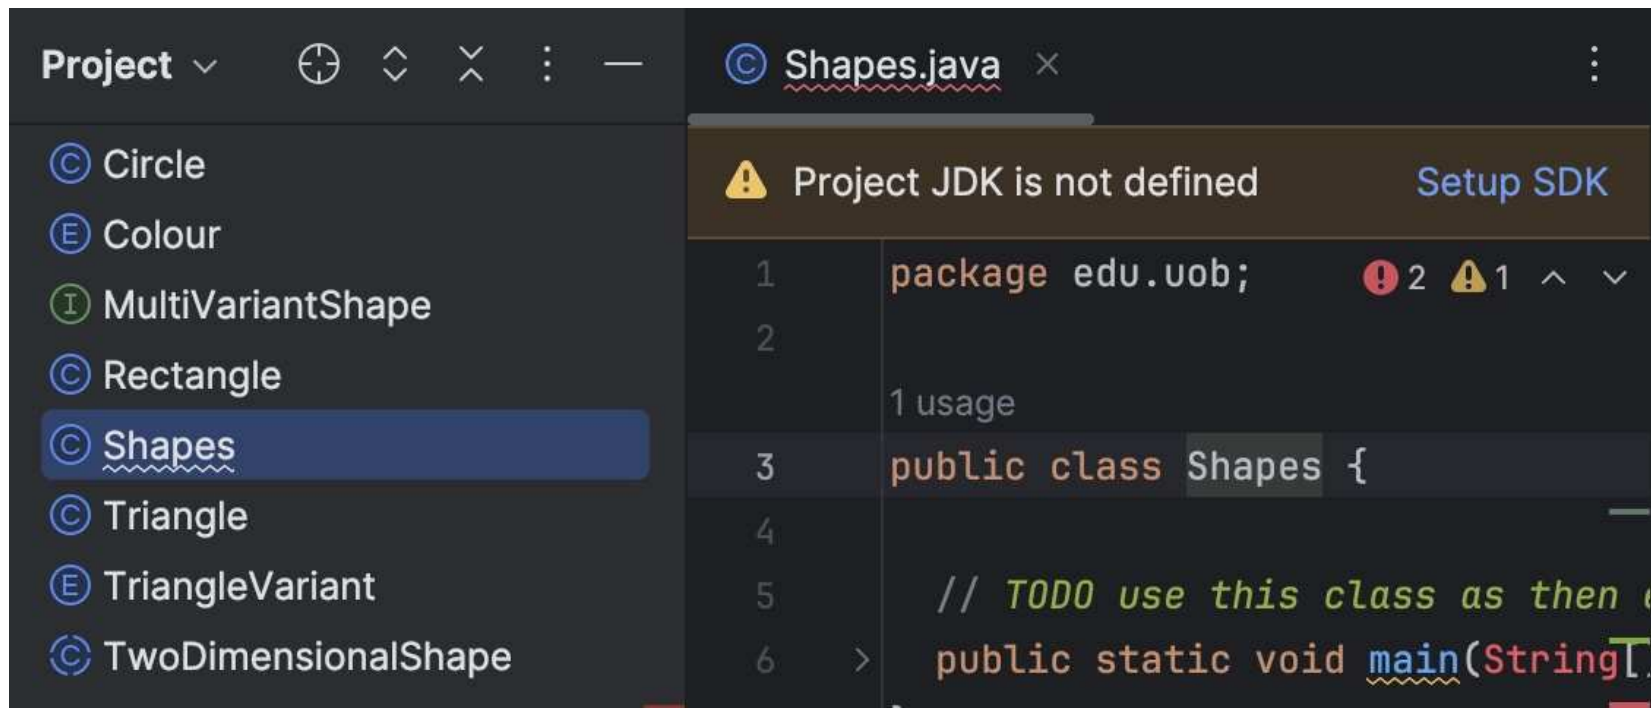 Project
Circle
Colour
MultiVariantShape
Rectangle
Shapes
Triangle
TriangleVariant
TwoDimensionalShape
Shapes.java
Project JDK is not defined Setup SDK
1 package edu.uob; 2 1
2
1 usage
3 public class Shapes {
4
5 // TODO use this class as then
6 public static void main(String[]